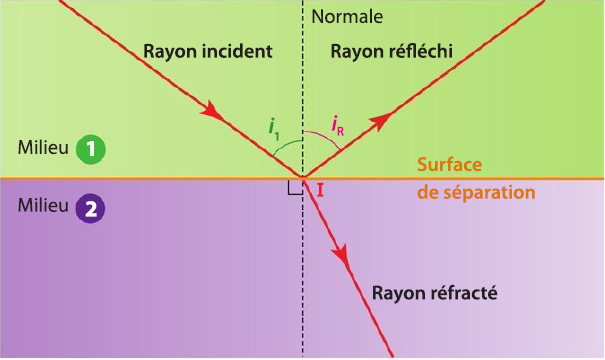 Normale
Rayon incident
Rayon réfléchi
i1
iR
Milieu 1
Surface
de séparation
I
Milieu 2
Rayon réfracté